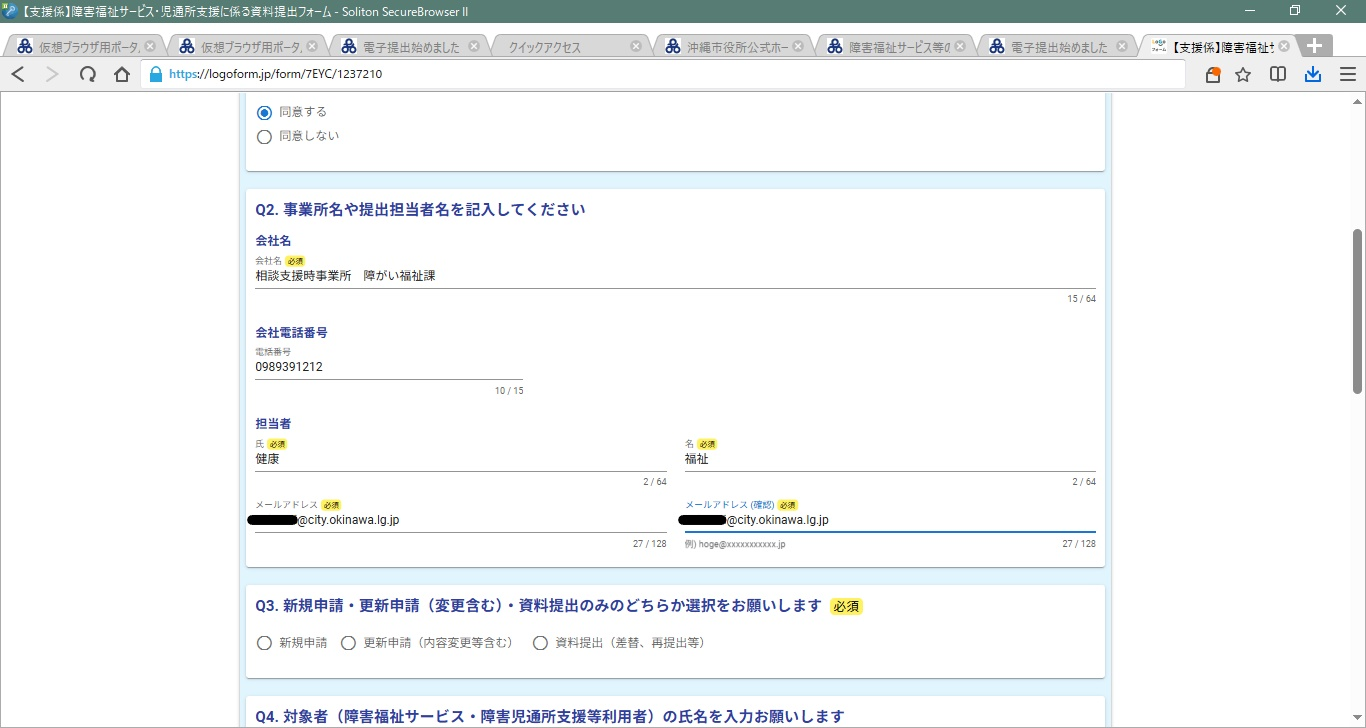 【支援係】障害福祉サービス・児通所支援に係る資料提出フォーム - Soliton SecureBrowser II
仮想ブラウザ用ポータ 仮想ブラウザ用ポータ 電子提出始めました クイックアクセス 沖縄市役所公式ホー 障害福祉サービス等の 電子提出始めました 【支援係】障害福祉サ
https://logoform.jp/form/7EYC/1237210
同意する
同意しない
Q2. 事業所名や提出担当者名を記入してください
会社名
会社名 必須
相談支援時事業所　障がい福祉課
15 / 64
会社電話番号
電話番号
0989391212
10 / 15
担当者
氏 必須 名 必須
健康 福祉
2 / 64 2 / 64
メールアドレス 必須 メールアドレス (確認) 必須
@city.okinawa.lg.jp @city.okinawa.lg.jp
27 / 128 例) hoge@xxxxxxxxxxx.jp 27 / 128
Q3. 新規申請・更新申請（変更含む）・資料提出のみのどちらか選択をお願いします 必須
新規申請 更新申請（内容変更等含む） 資料提出（差替、再提出等）
Q4. 対象者（障害福祉サービス・障害児通所支援等利用者）の氏名を入力お願いします